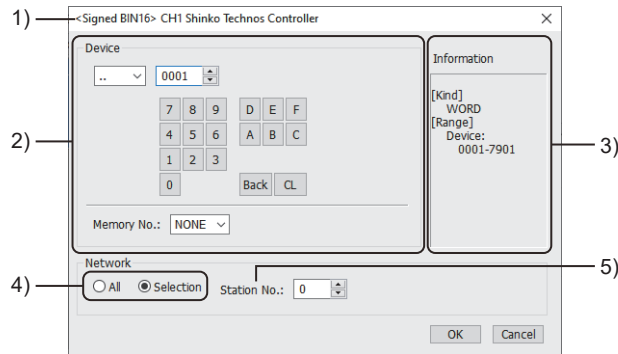 1)
<Signed BIN16> CH1 Shinko Technos Controller
Device
.. 0001
7 8 9 D E F
4 5 6 A B C
1 2 3
0 Back CL
Memory No.: NONE
2)
Information
[Kind]
WORD
[Range]
Device:
0001-7901
3)
Network
4)
All Selection Station No.: 0
5)
OK Cancel